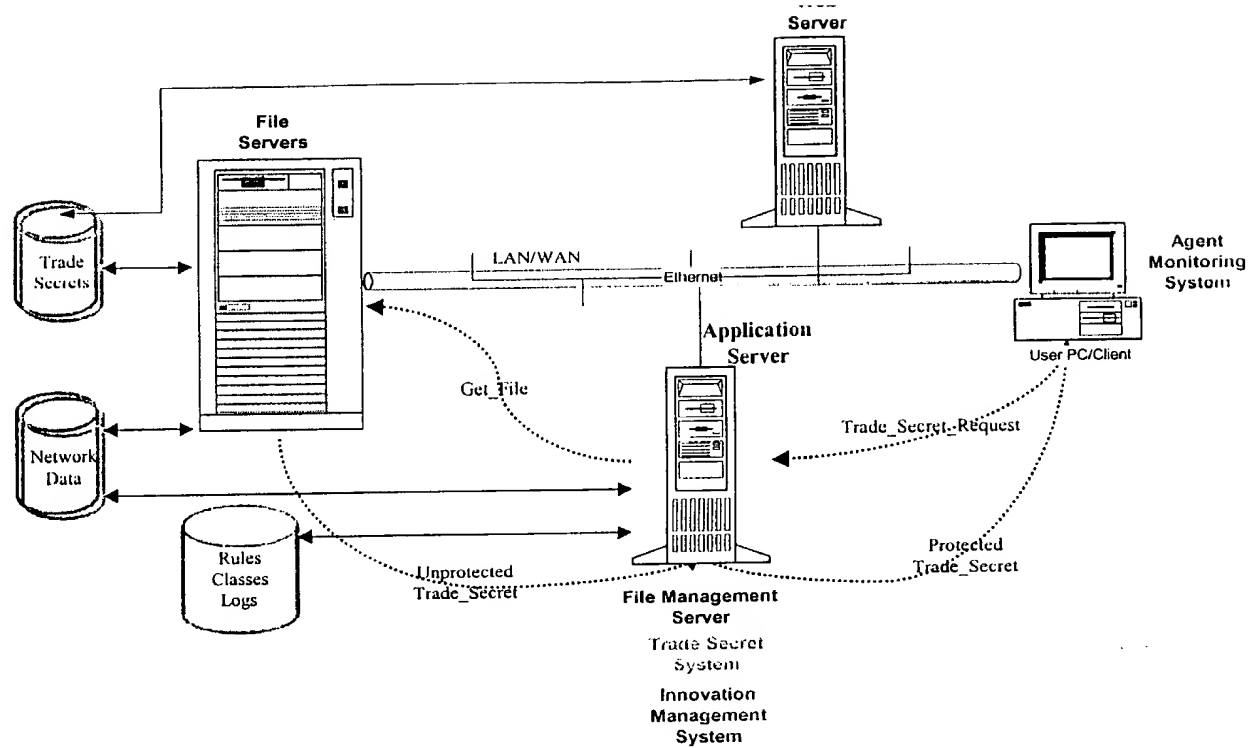 Server
File
Servers
Trade
Secrets
LAN/WAN
Ethernet
Agent
Monitoring
System
User PC/Client
Application
Server
Get_File
Trade_Secret_Request
Network
Data
Rules
Classes
Logs
Unprotected
Trade_Secret
Protected
Trade_Secret
File Management
Server
Trade Secret
System
Innovation
Management
System